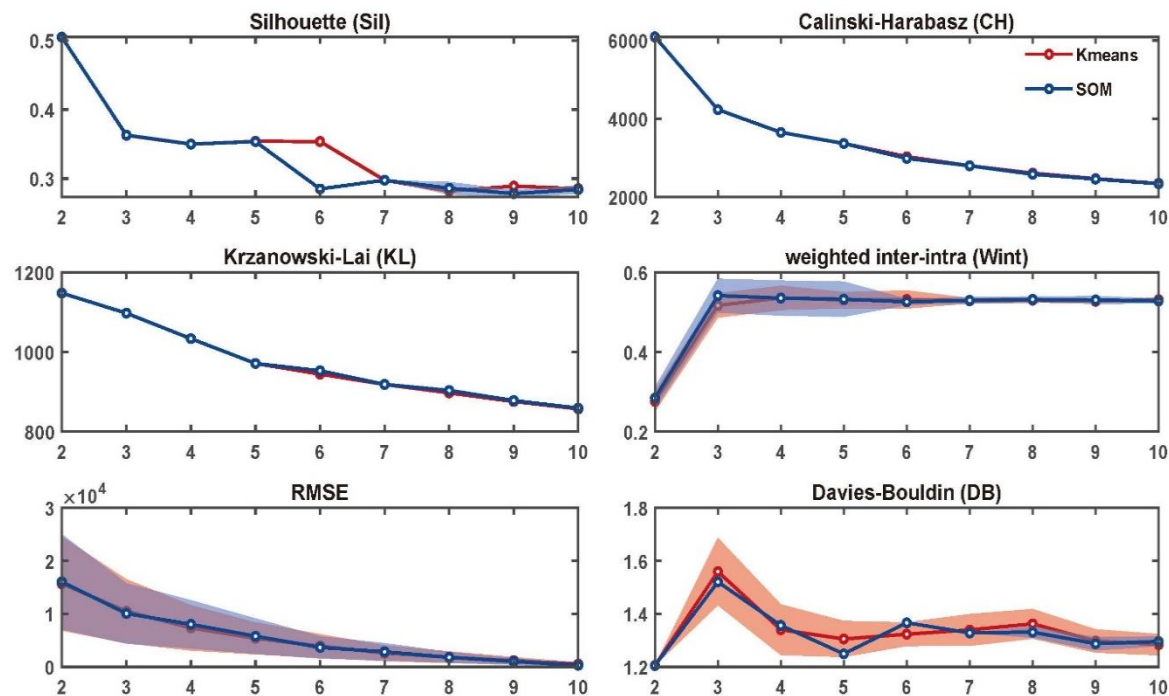 Silhouette (Sil)
0.5
0.4
0.3
2 3 4 5 6 7 8 9 10
Calinski-Harabasz (CH)
6000
4000
2000
Kmeans
SOM
2 3 4 5 6 7 8 9 10
Krzanowski-Lai (KL)
1200
1000
800
2 3 4 5 6 7 8 9 10
weighted inter-intra (Wint)
0.6
0.4
0.2
2 3 4 5 6 7 8 9 10
RMSE
×10⁴
3
2
1
0
2 3 4 5 6 7 8 9 10
Davies-Bouldin (DB)
1.8
1.6
1.4
1.2
2 3 4 5 6 7 8 9 10